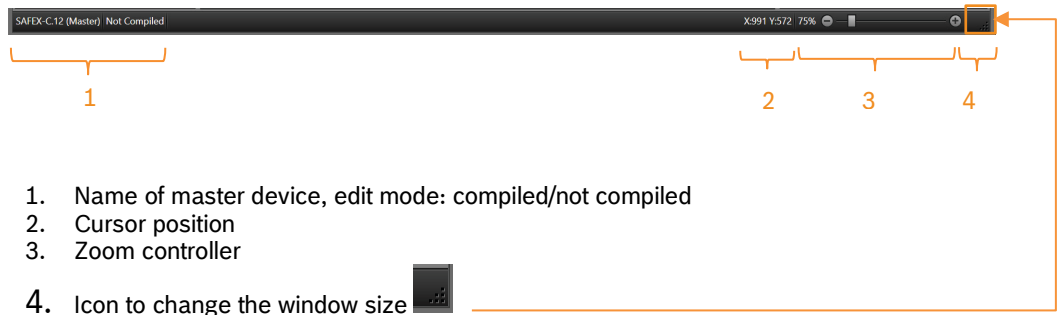 SAFEX-C.12 (Master) Not Compiled X:991 Y:572 75%
1 2 3 4
1. Name of master device, edit mode: compiled/not compiled
2. Cursor position
3. Zoom controller
4. Icon to change the window size